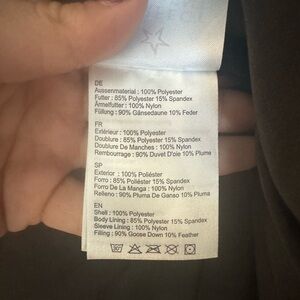 DE
Aussenmaterial : 100% Polyester
Futter : 85% Polyester 15% Spandex
Ärmelfutter : 100% Nylon
Füllung : 90% Gänsedaune 10% Feder
FR
Extérieur : 100% Polyester
Doublure : 85% Polyester 15% Spandex
Doublure De Manches : 100% Nylon
Rembourrage : 90% Duvet D'oie 10% Pluma
SP
Exterior : 100% Poliéster
Forro : 85% Poliéster 15% Spandex
Forro De La Manga : 100% Nylon
Relleno : 90% Pluma De Ganso 10% Pluma
EN
Shell : 100% Polyester
Body Lining : 85% Polyester 15% Spandex
Sleeve Lining : 100% Nylon
Filling : 90% Goose Down 10% Feather
30°